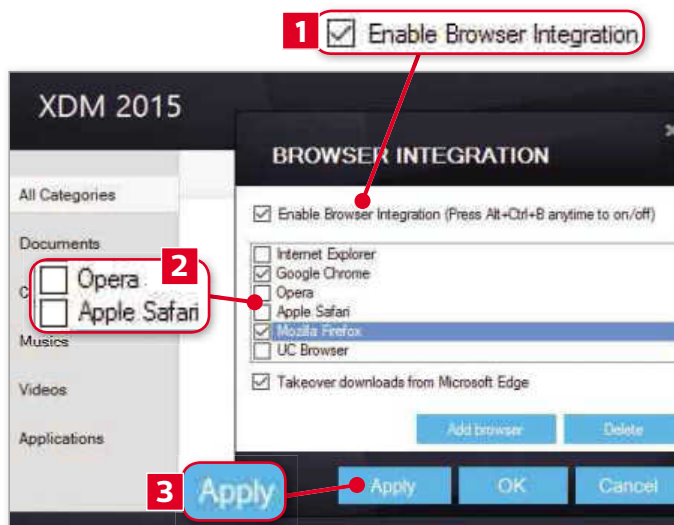 1 Enable Browser Integration
XDM 2015
BROWSER INTEGRATION
All Categories
Enable Browser Integration (Press Alt+Ctrl+B anytime to on/off)
Documents
Internet Explorer
Google Chrome
Opera
Apple Safari
Mozilla Firefox
UC Browser
2
Opera
Apple Safari
C
Musics
Videos
Takeover downloads from Microsoft Edge
Applications
Add browser Delete
3 Apply
Apply OK Cancel